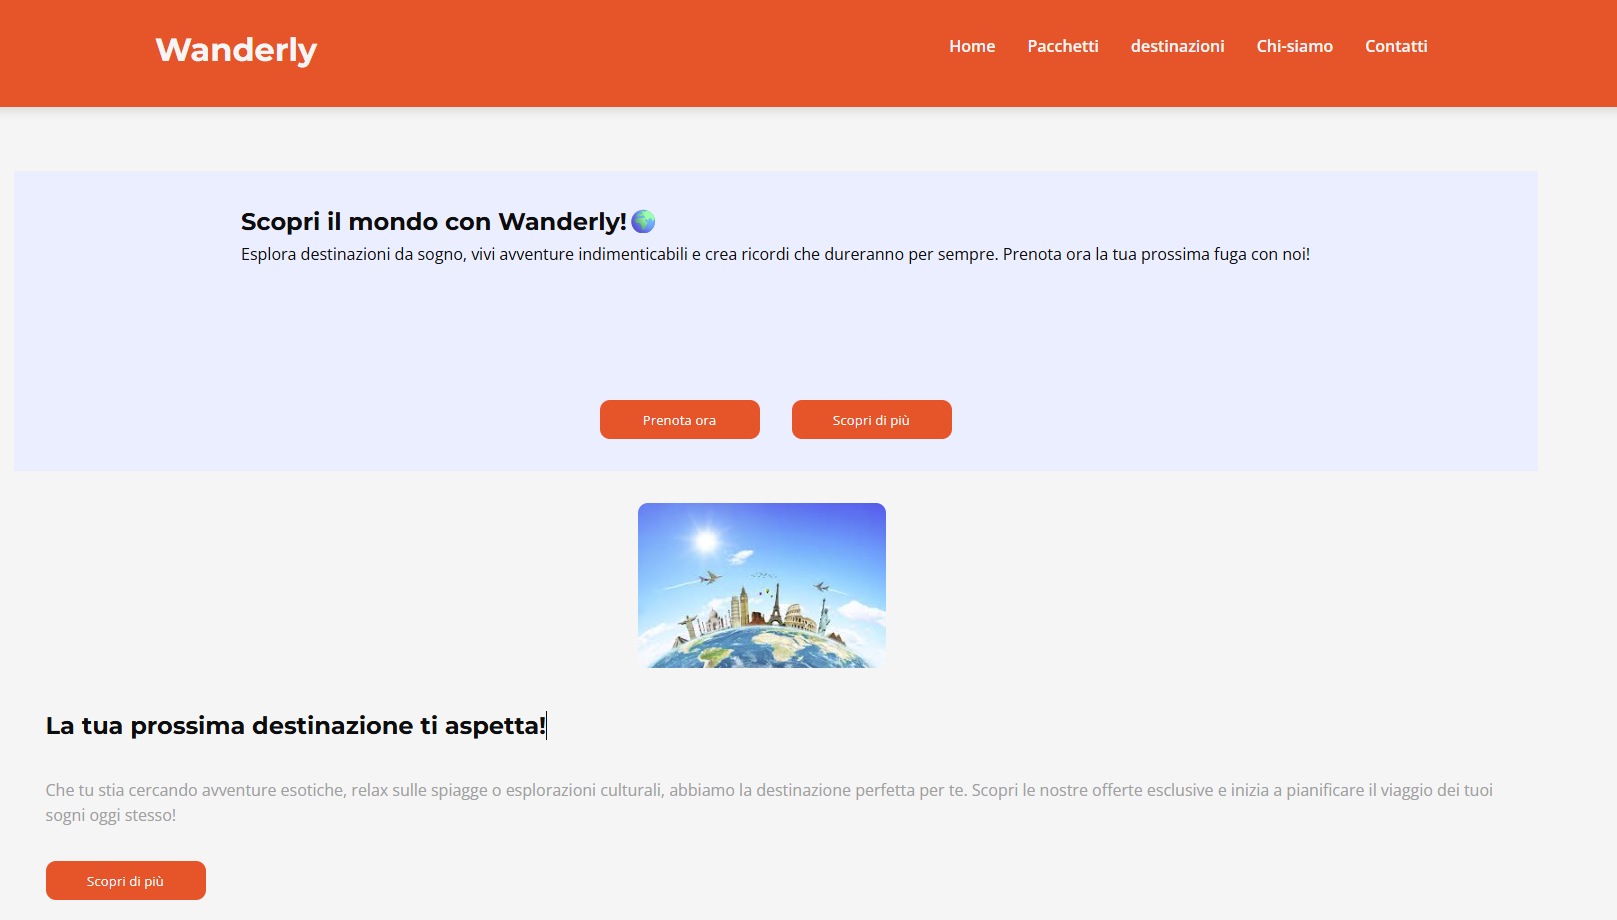 Wanderly
Home Pacchetti destinazioni Chi-siamo Contatti
Scopri il mondo con Wanderly!
Esplora destinazioni da sogno, vivi avventure indimenticabili e crea ricordi che dureranno per sempre. Prenota ora la tua prossima fuga con noi!
Prenota ora Scopri di più
La tua prossima destinazione ti aspetta!
Che tu stia cercando avventure esotiche, relax sulle spiagge o esplorazioni culturali, abbiamo la destinazione perfetta per te. Scopri le nostre offerte esclusive e inizia a pianificare il viaggio dei tuoi
sogni oggi stesso!
Scopri di più